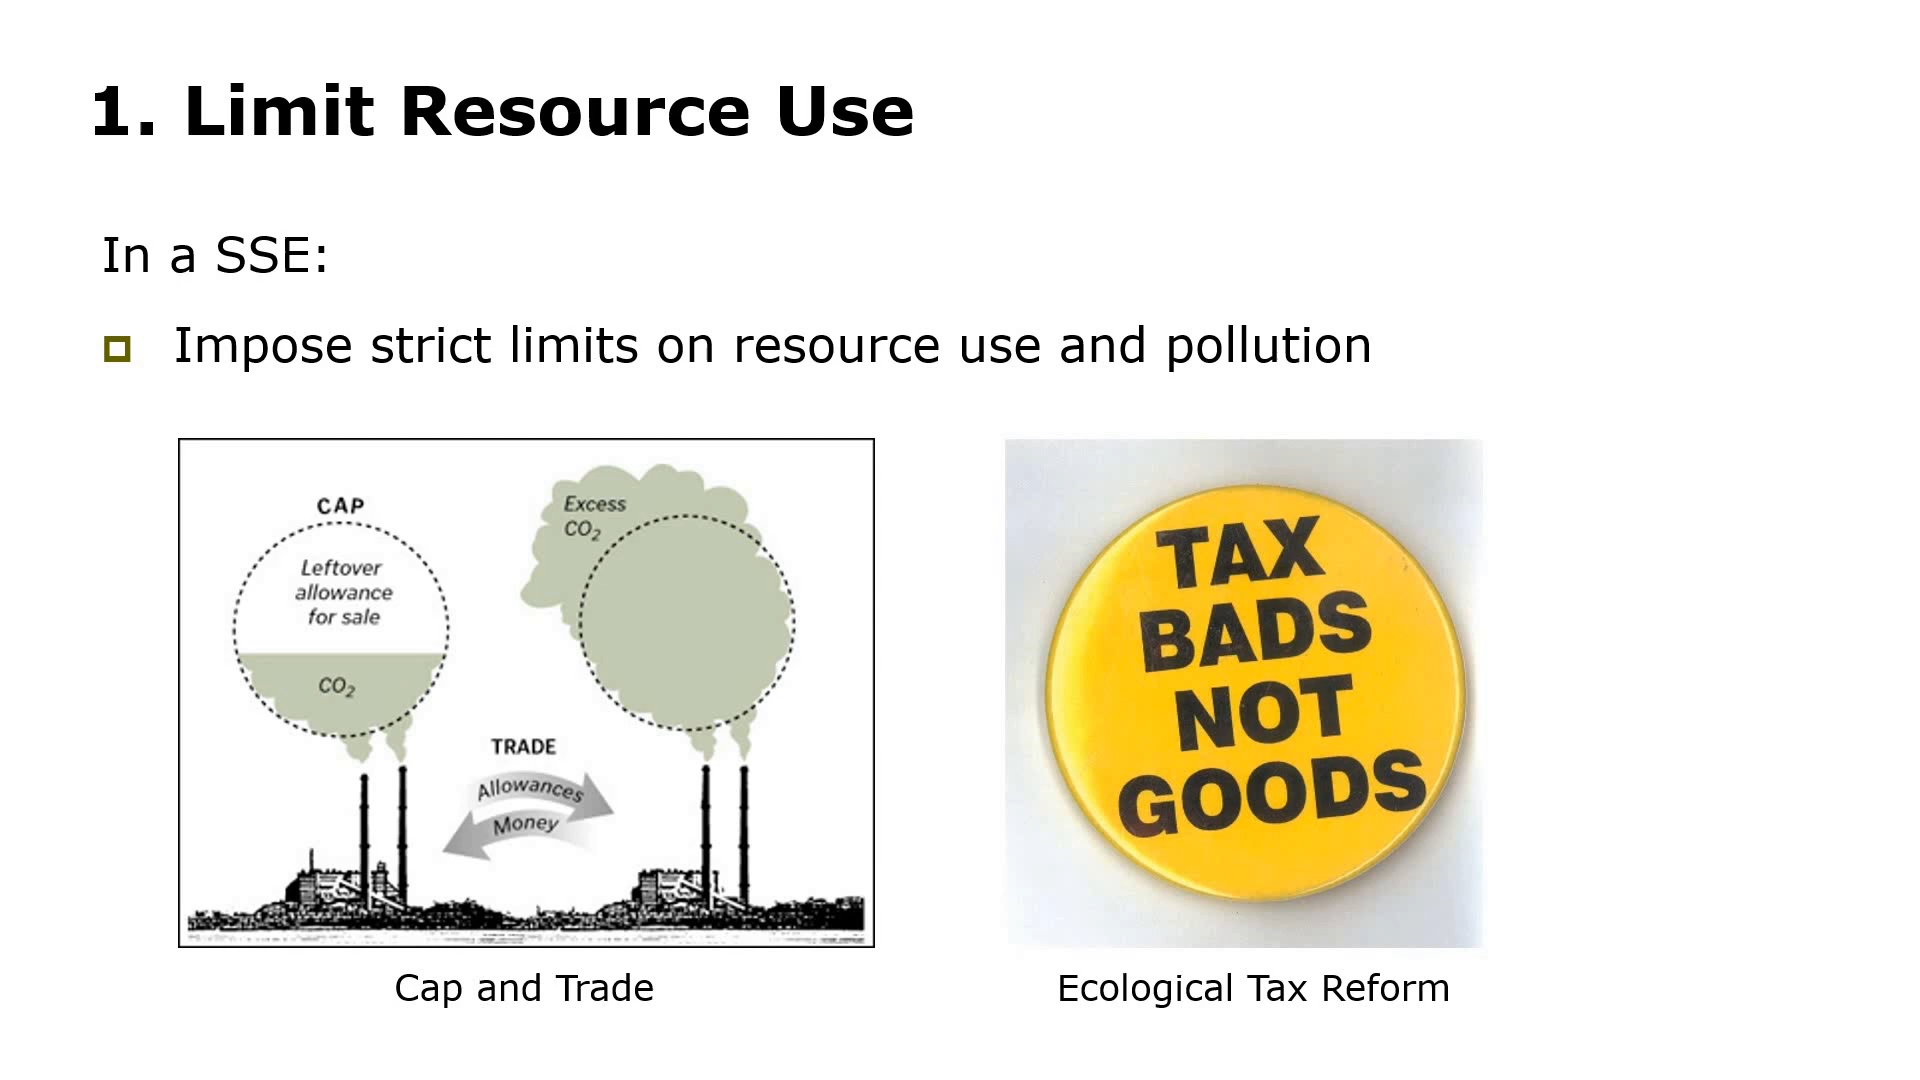 1. Limit Resource Use
In a SSE:
Impose strict limits on resource use and pollution
CAP
Leftover
allowance
for sale
CO2
Excess
CO2
TRADE
Allowances
Money
Cap and Trade
TAX
BADS
NOT
GOODS
Ecological Tax Reform